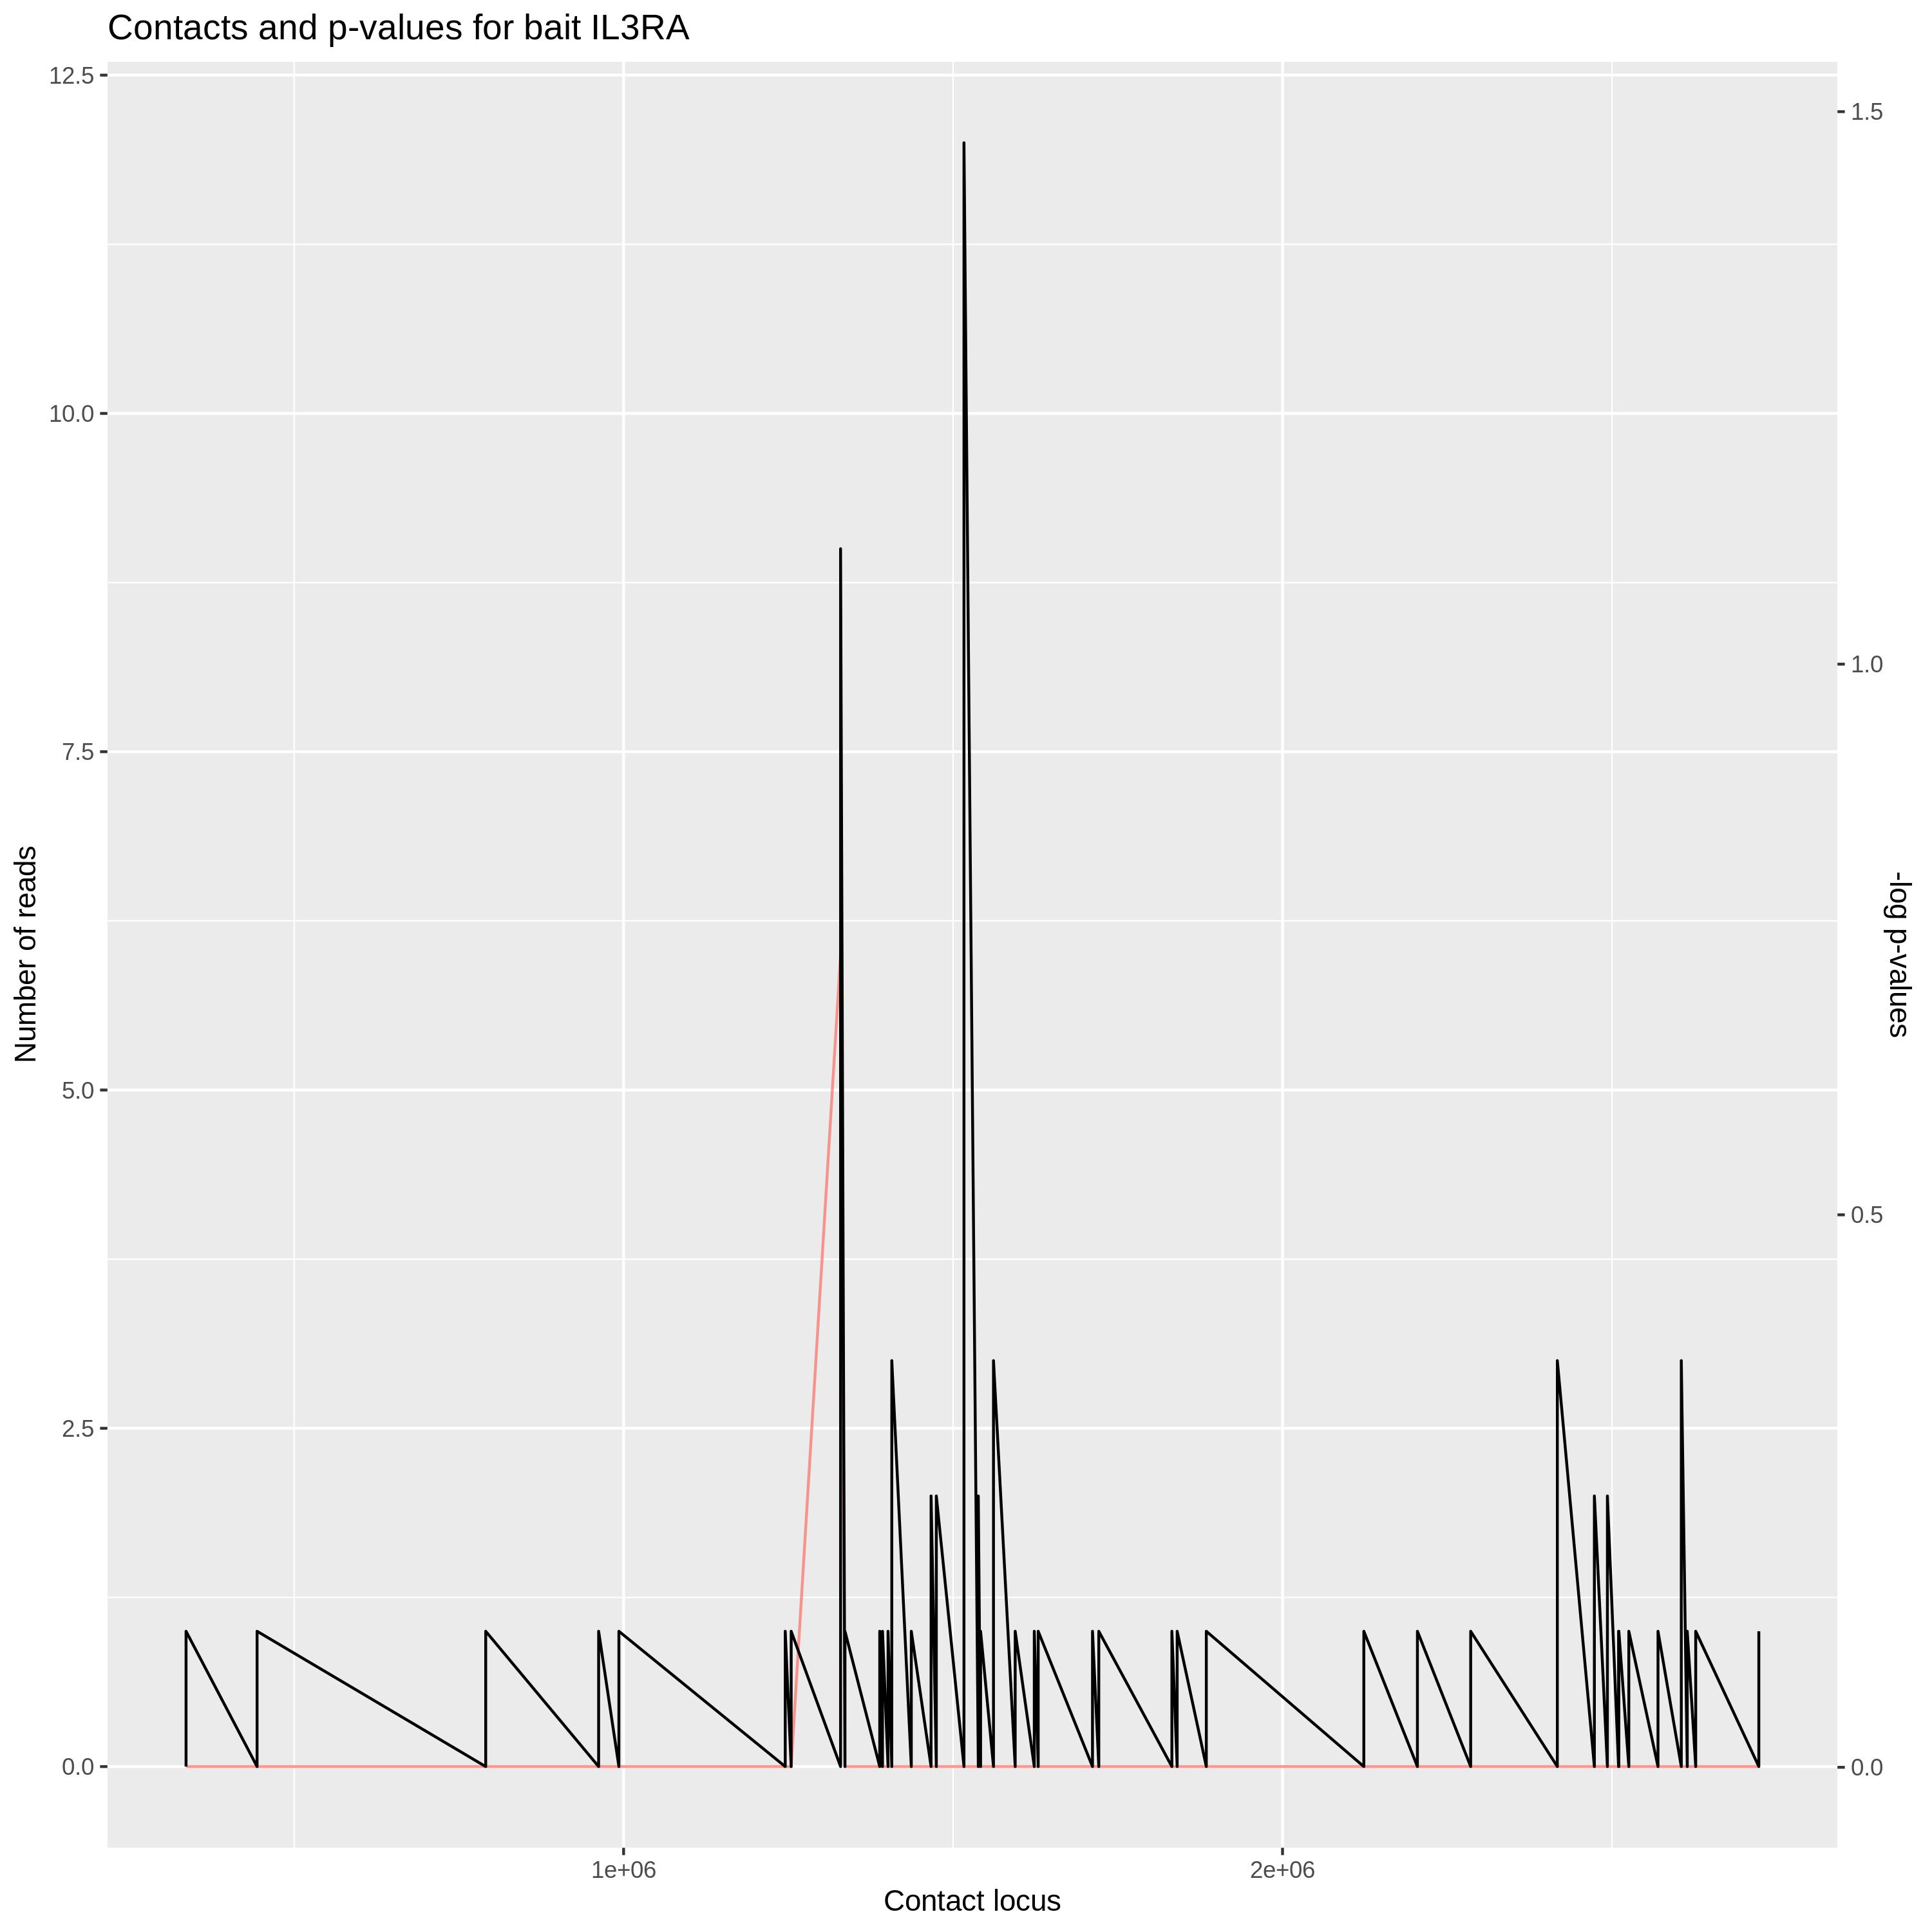 Contacts and p-values for bait IL3RA
12.5
10.0
7.5
5.0
2.5
0.0
Number of reads
1.5
1.0
0.5
0.0
-log p-values
1e+06
2e+06
Contact locus